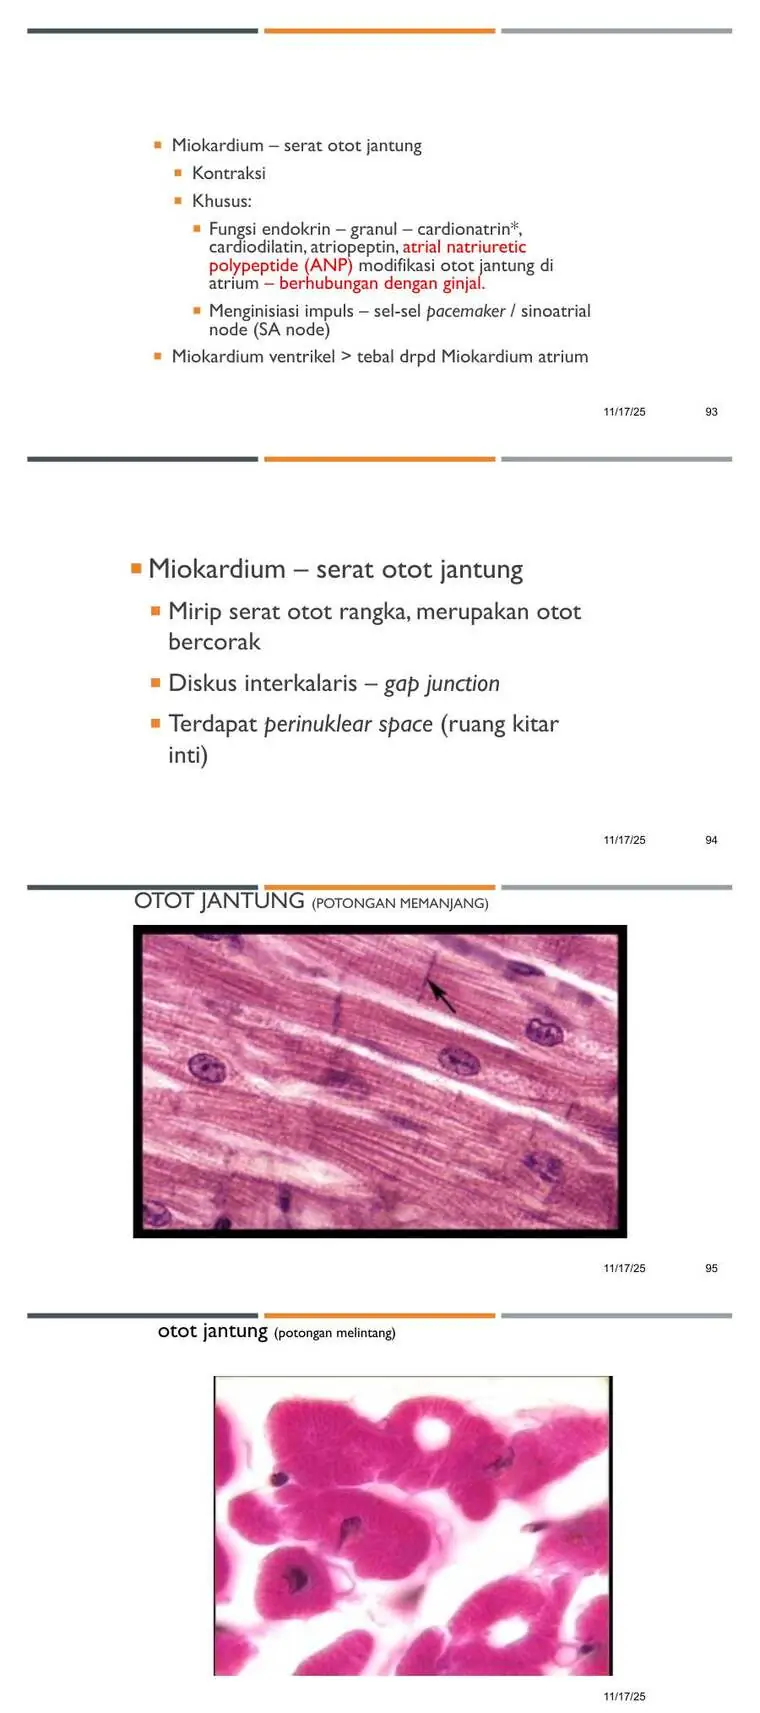 Miokardium – serat otot jantung
Kontraksi
Khusus:
Fungsi endokrin – granul – cardionatrin*,
cardiodilatin, atriopeptin, atrial natriuretic
polypeptide (ANP) modifikasi otot jantung di
atrium – berhubungan dengan ginjal.
Menginisiasi impuls – sel-sel pacemaker / sinoatrial
node (SA node)
Miokardium ventrikel > tebal drpd Miokardium atrium
11/17/25 93
Miokardium – serat otot jantung
Mirip serat otot rangka, merupakan otot
bercorak
Diskus interkalaris – gap junction
Terdapat perinuklear space (ruang kitar
inti)
11/17/25 94
OTOT JANTUNG (POTONGAN MEMANJANG)
11/17/25 95
otot jantung (potongan melintang)
11/17/25